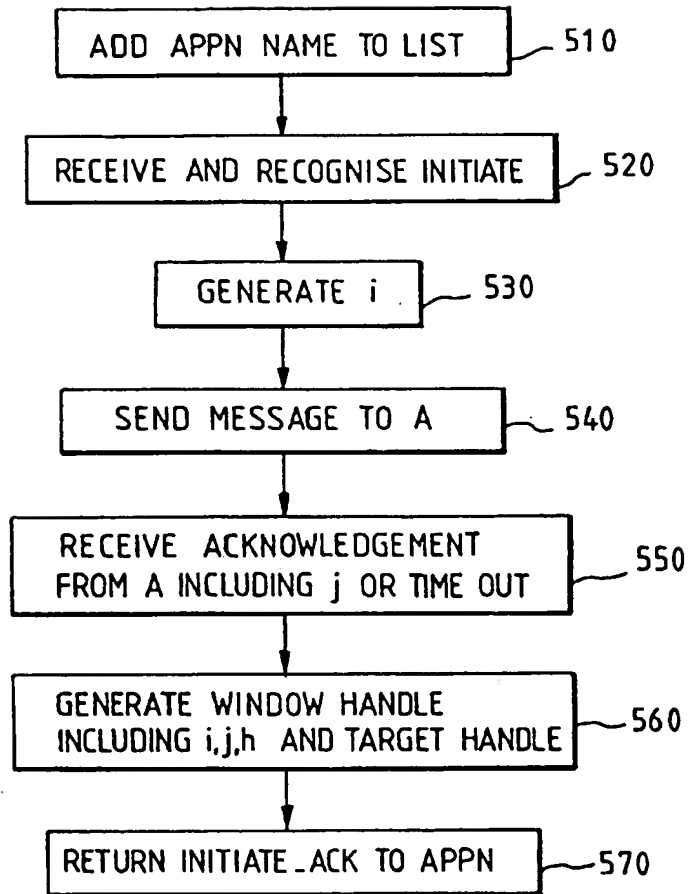 ADD APPN NAME TO LIST
510
RECEIVE AND RECOGNISE INITIATE
520
GENERATE i
530
SEND MESSAGE TO A
540
RECEIVE ACKNOWLEDGEMENT
FROM A INCLUDING j OR TIME OUT
550
GENERATE WINDOW HANDLE
INCLUDING i,j,h AND TARGET HANDLE
560
RETURN INITIATE_ACK TO APPN
570